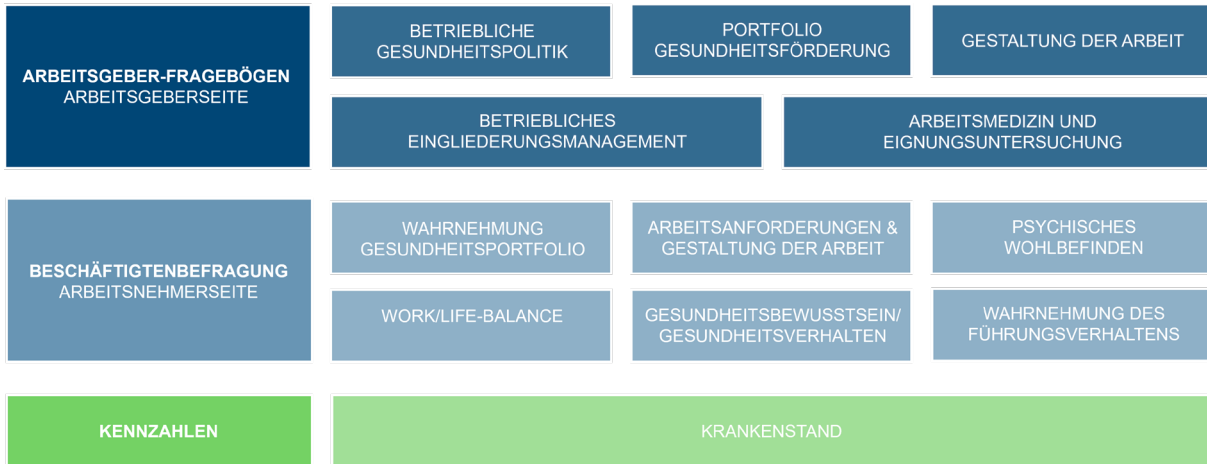 ARBEITSGEBER-FRAGEBÖGEN
ARBEITSGEBERSEITE
BETRIEBLICHE
GESUNDHEITSPOLITIK
PORTFOLIO
GESUNDHEITSFÖRDERUNG
GESTALTUNG DER ARBEIT
BETRIEBLICHES
EINGLIEDERUNGSMANAGEMENT
ARBEITSMEDIZIN UND
EIGNUNGSUNTERSUCHUNG
BESCHÄFTIGTENBEFRAGUNG
ARBEITSNEHMERSEITE
WAHRNEHMUNG
GESUNDHEITSPORTFOLIO
ARBEITSANFORDERUNGEN &
GESTALTUNG DER ARBEIT
PSYCHISCHES
WOHLBEFINDEN
WORK/LIFE-BALANCE
GESUNDHEITSBEWUSSTSEIN/
GESUNDHEITSVERHALTEN
WAHRNEHMUNG DES
FÜHRUNGSVERHALTENS
KENNZAHLEN
KRANKENSTAND